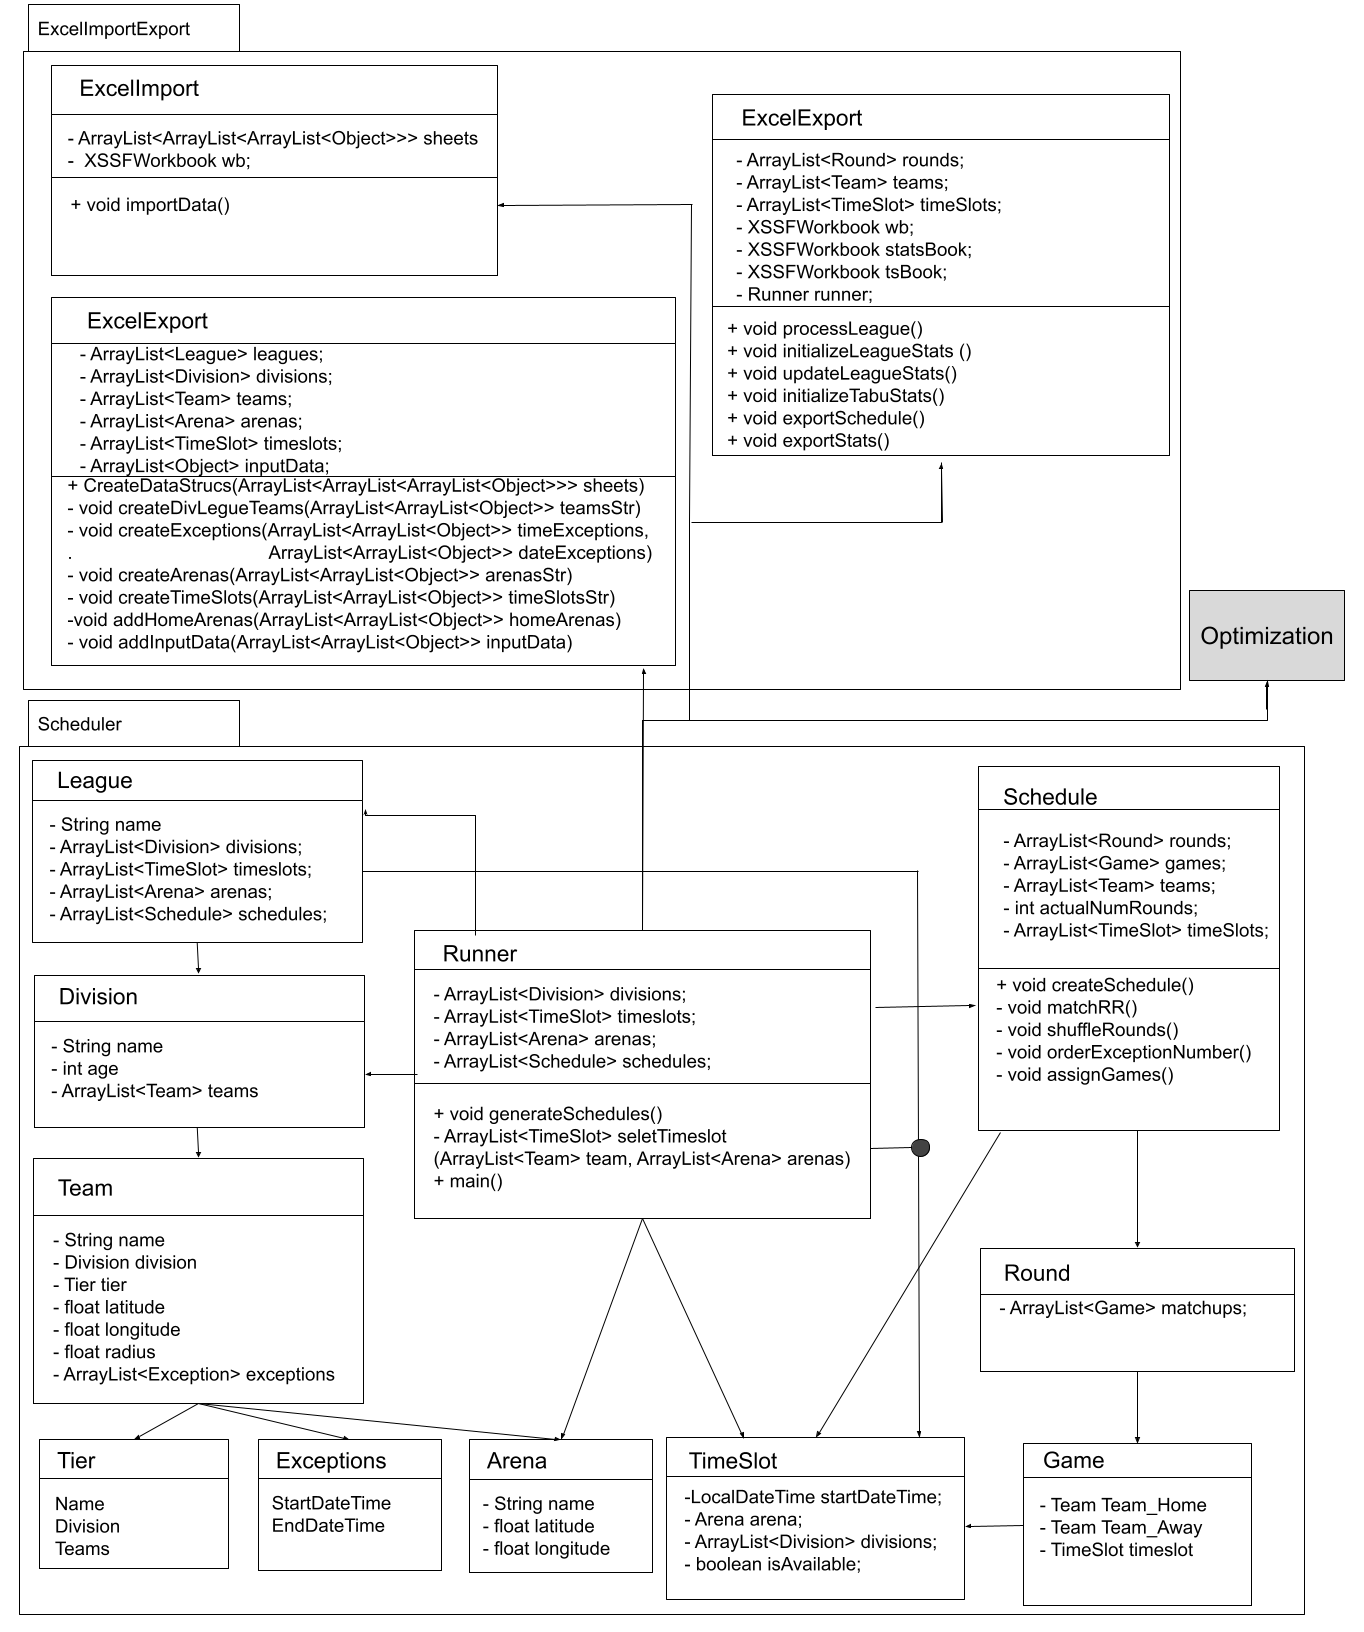 ExcelImportExport
ExcelImport
- ArrayList<ArrayList<ArrayList<Object>>> sheets
-  XSSFWorkbook wb;
+ void importData()
ExcelExport
- ArrayList<Round> rounds;
- ArrayList<Team> teams;
- ArrayList<TimeSlot> timeSlots;
- XSSFWorkbook wb;
- XSSFWorkbook statsBook;
- XSSFWorkbook tsBook;
- Runner runner;
+ void processLeague()
+ void initializeLeagueStats ()
+ void updateLeagueStats()
+ void initializeTabuStats()
+ void exportSchedule()
+ void exportStats()
ExcelExport
- ArrayList<League> leagues;
- ArrayList<Division> divisions;
- ArrayList<Team> teams;
- ArrayList<Arena> arenas;
- ArrayList<TimeSlot> timeslots;
- ArrayList<Object> inputData;
+ CreateDataStrucs(ArrayList<ArrayList<ArrayList<Object>>> sheets)
- void createDivLegueTeams(ArrayList<ArrayList<Object>> teamsStr)
- void createExceptions(ArrayList<ArrayList<Object>> timeExceptions,
. ArrayList<ArrayList<Object>> dateExceptions)
- void createArenas(ArrayList<ArrayList<Object>> arenasStr)
- void createTimeSlots(ArrayList<ArrayList<Object>> timeSlotsStr)
-void addHomeArenas(ArrayList<ArrayList<Object>> homeArenas)
- void addInputData(ArrayList<ArrayList<Object>> inputData)
Optimization
Scheduler
League
- String name
- ArrayList<Division> divisions;
- ArrayList<TimeSlot> timeslots;
- ArrayList<Arena> arenas;
- ArrayList<Schedule> schedules;
Schedule
- ArrayList<Round> rounds;
- ArrayList<Game> games;
- ArrayList<Team> teams;
- int actualNumRounds;
- ArrayList<TimeSlot> timeSlots;
+ void createSchedule()
- void matchRR()
- void shuffleRounds()
- void orderExceptionNumber()
- void assignGames()
Runner
- ArrayList<Division> divisions;
- ArrayList<TimeSlot> timeslots;
- ArrayList<Arena> arenas;
- ArrayList<Schedule> schedules;
+ void generateSchedules()
- ArrayList<TimeSlot> seletTimeslot
(ArrayList<Team> team, ArrayList<Arena> arenas)
+ main()
Division
- String name
- int age
- ArrayList<Team> teams
Team
- String name
- Division division
- Tier tier
- float latitude
- float longitude
- float radius
- ArrayList<Exception> exceptions
Round
- ArrayList<Game> matchups;
Tier
Name
Division
Teams
Exceptions
StartDateTime
EndDateTime
Arena
- String name
- float latitude
- float longitude
TimeSlot
-LocalDateTime startDateTime;
- Arena arena;
- ArrayList<Division> divisions;
- boolean isAvailable;
Game
- Team Team_Home
- Team Team_Away
- TimeSlot timeslot